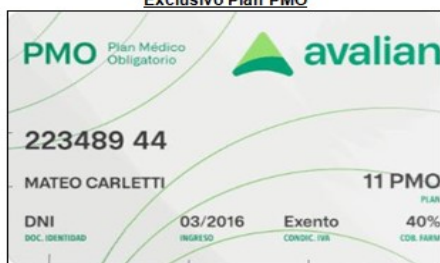 Exclusivo Plan PMO
PMO Plan Médico
Obligatorio
avalian
223489 44
MATEO CARLETTI
11 PMO
PLAN
DNI 03/2016 Exento 40%
DOC. IDENTIDAD INGRESO CONDIC. IVA COB. FARM